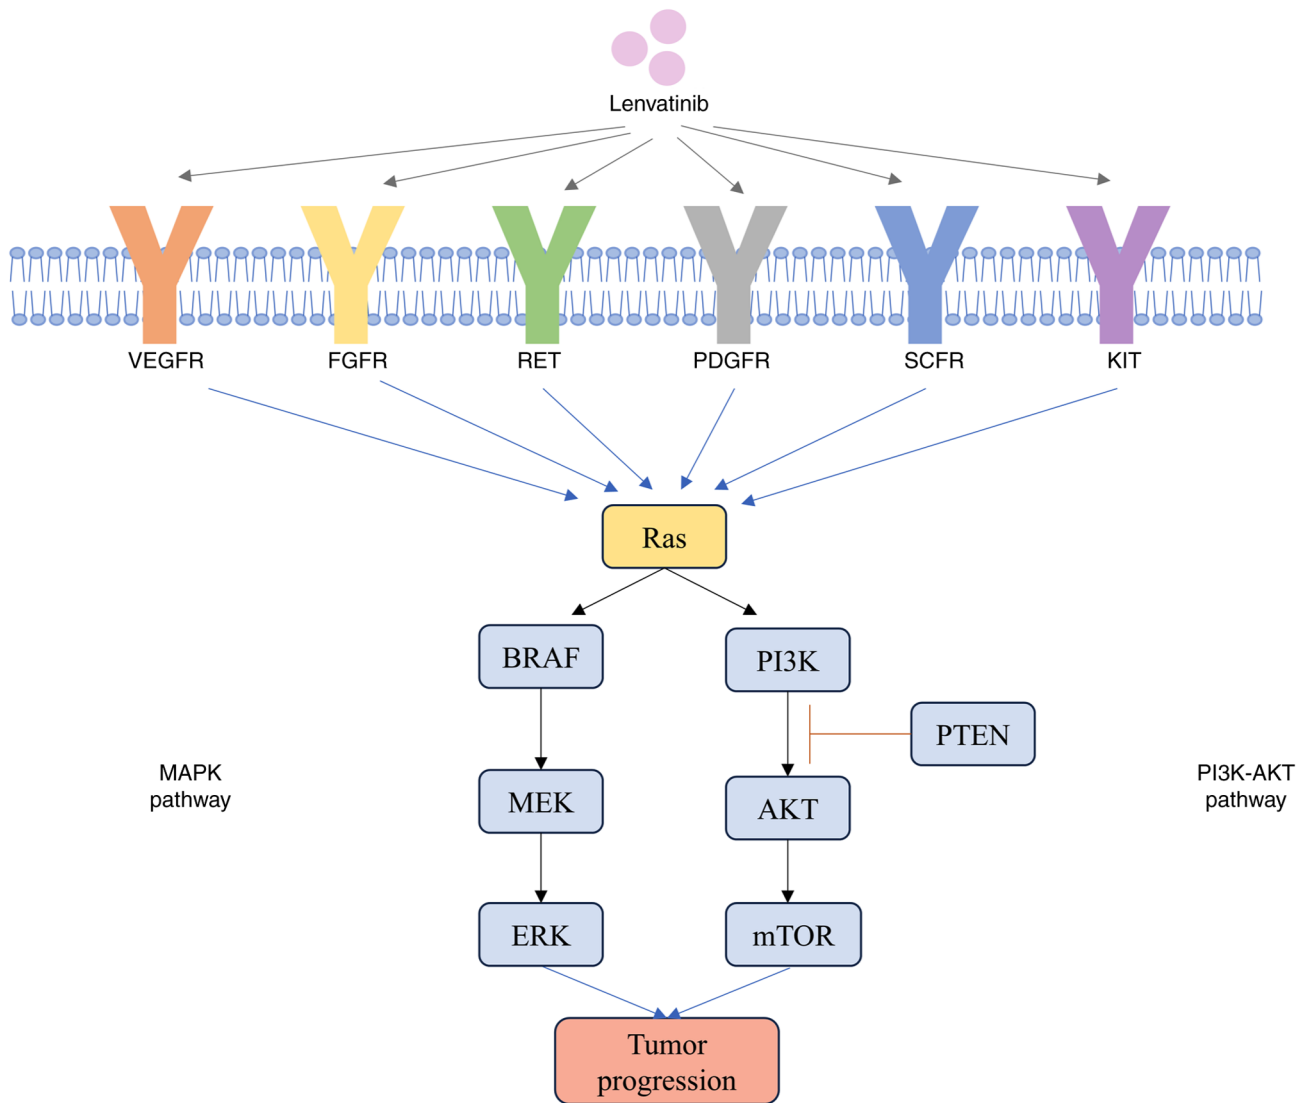 Lenvatinib
VEGFR
FGFR
RET
PDGFR
SCFR
KIT
Ras
BRAF
PI3K
PTEN
MAPK
pathway
PI3K-AKT
pathway
MEK
AKT
ERK
mTOR
Tumor
progression